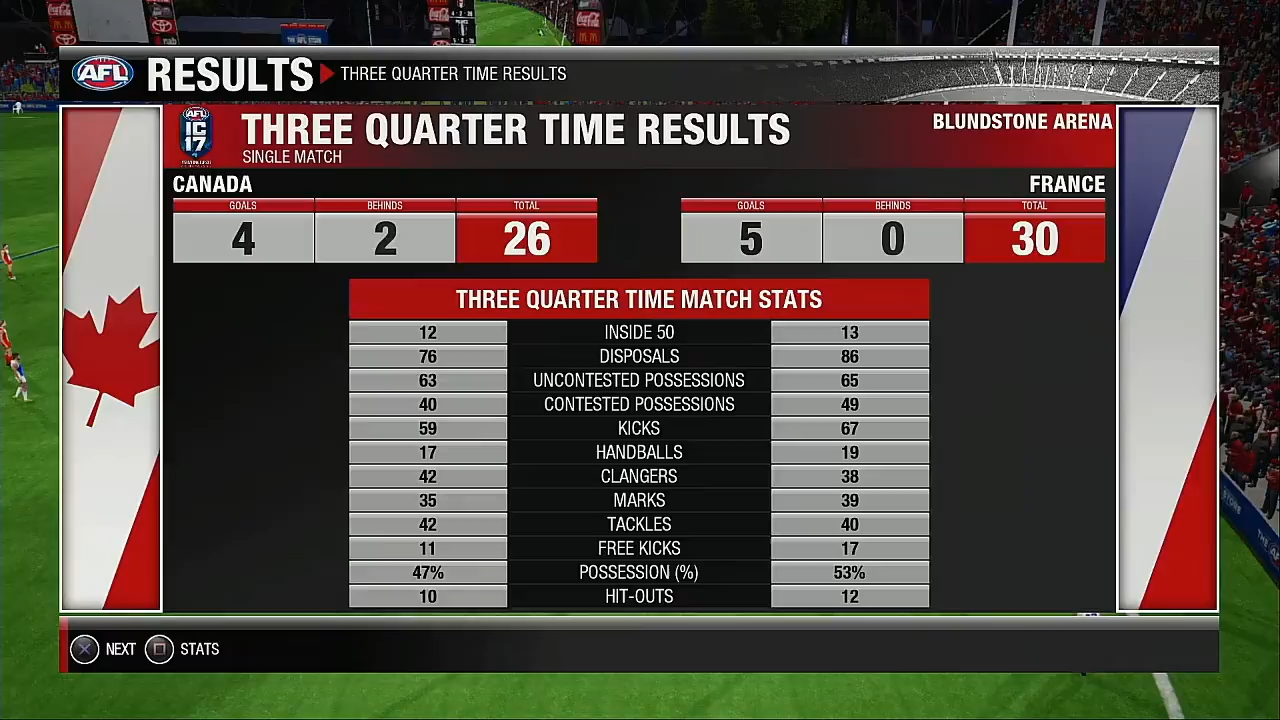 AFL RESULTS THREE QUARTER TIME RESULTS
AFL IC 17
THREE QUARTER TIME RESULTS
BLUNDSTONE ARENA
SINGLE MATCH
CANADA
FRANCE
GOALS BEHINDS TOTAL
4 2 26
GOALS BEHINDS TOTAL
5 0 30
THREE QUARTER TIME MATCH STATS
12 INSIDE 50 13
76 DISPOSALS 86
63 UNCONTESTED POSSESSIONS 65
40 CONTESTED POSSESSIONS 49
59 KICKS 67
17 HANDBALLS 19
42 CLANGERS 38
35 MARKS 39
42 TACKLES 40
11 FREE KICKS 17
47% POSSESSION (%) 53%
10 HIT-OUTS 12
NEXT STATS